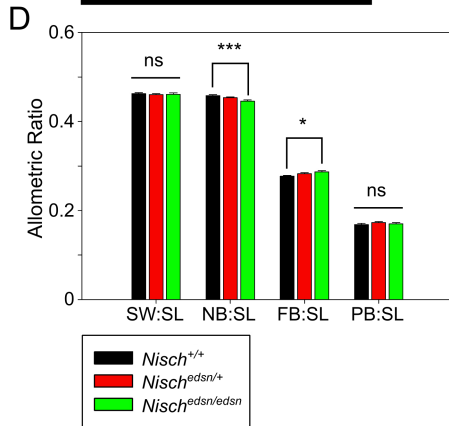 D
Allometric Ratio
0.6
0.4
0.2
0
ns
***
*
ns
SW:SL NB:SL FB:SL PB:SL
Nisch+/+
Nischedsn/+
Nischedsn/edsn